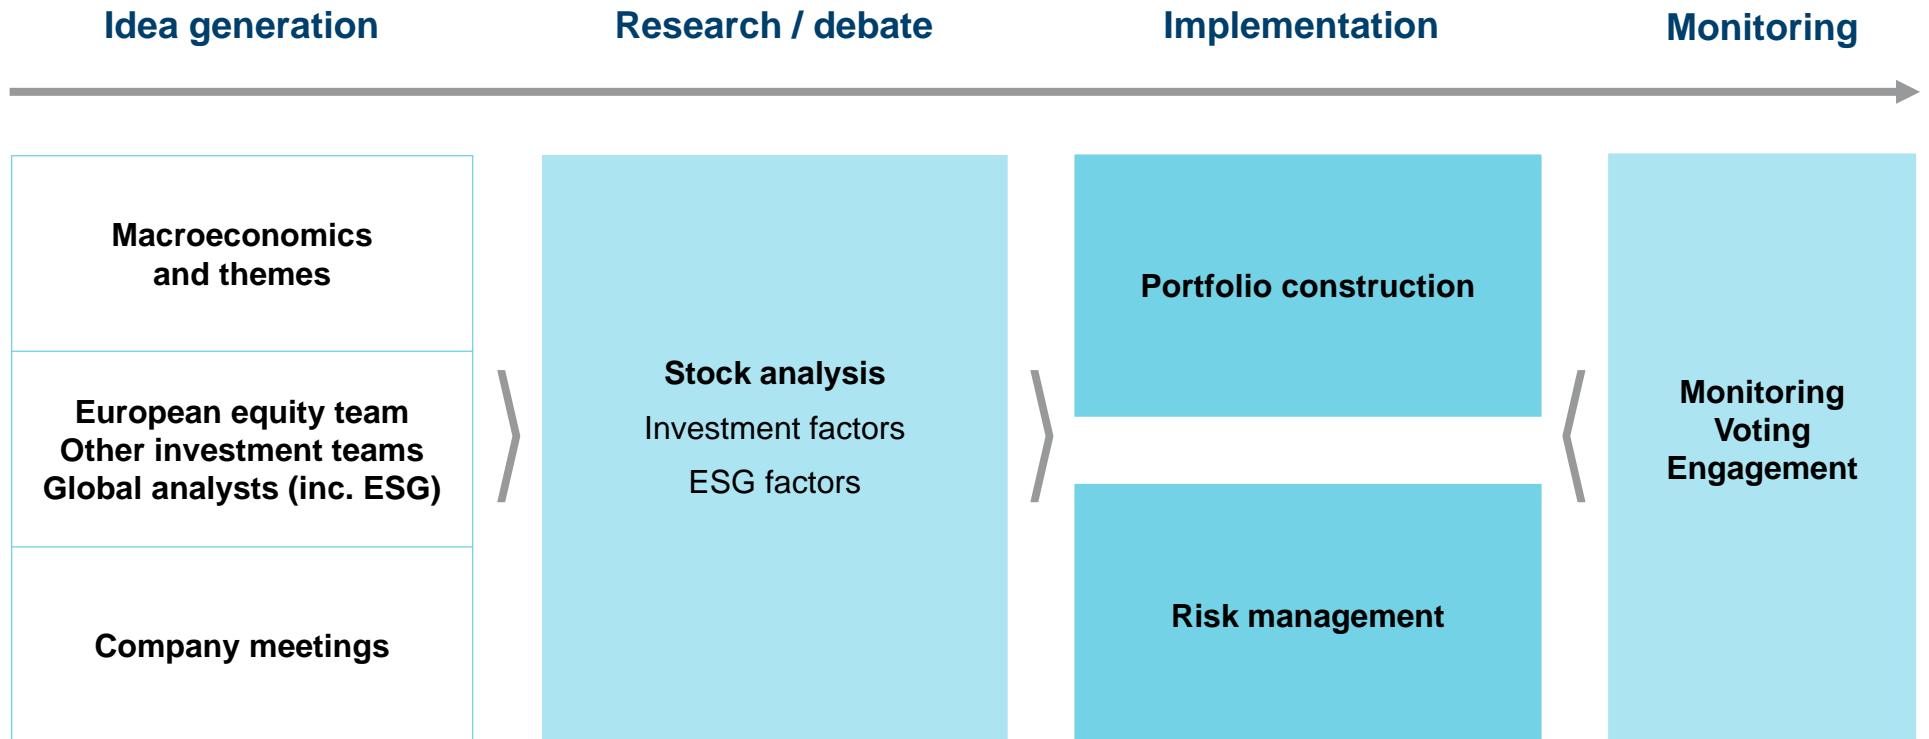 Idea generation
Research / debate
Implementation
Monitoring
Macroeconomics
and themes
European equity team
Other investment teams
Global analysts (inc. ESG)
Company meetings
Stock analysis
Investment factors
ESG factors
Portfolio construction
Risk management
Monitoring
Voting
Engagement